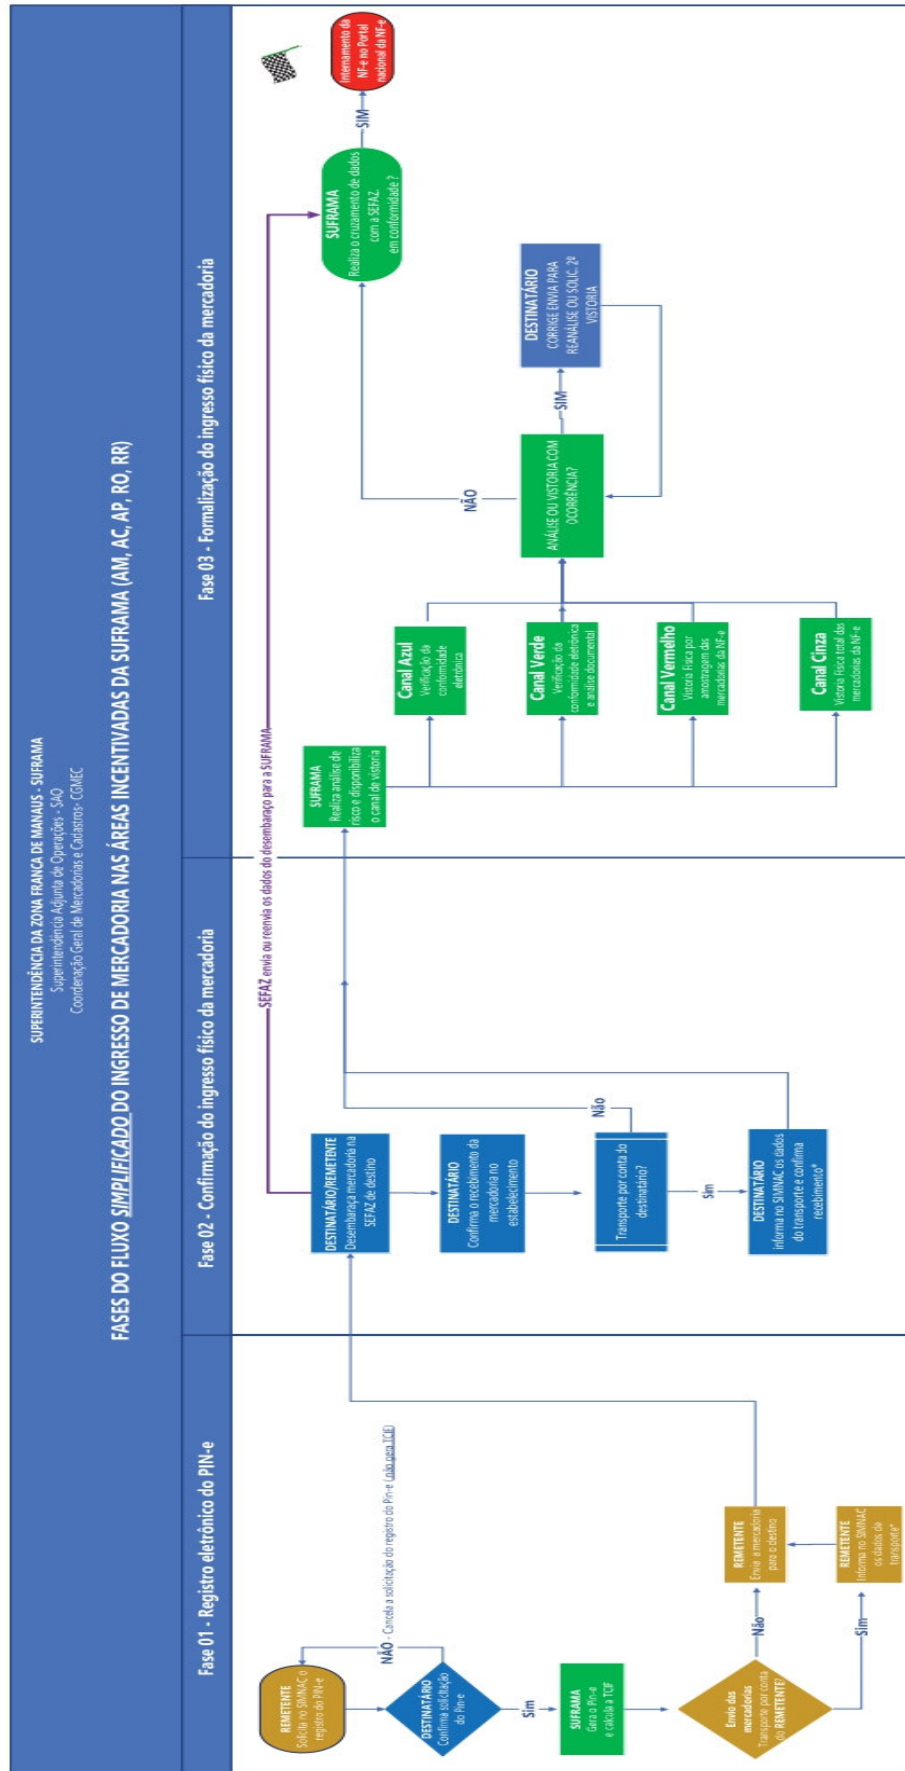 SUPERINTENDÊNCIA DA ZONA FRANCA DE MANAUS - SUFRAMA
Superintendência Adjunta de Operações - SAO
Coordenação Geral de Mercadorias e Cadastros- CGMEC
FASES DO FLUXO SIMPLIFICADO DO INGRESSO DE MERCADORIA NAS ÁREAS INCENTIVADAS DA SUFRAMA (AM, AC, AP, RO, RR)
Fase 01 - Registro eletrônico do PIN-e
Fase 02 - Confirmação do ingresso físico da mercadoria
Fase 03 - Formalização do ingresso físico da mercadoria
REMETENTE
Solicita no SIMNAC o
registro do PIN-e
NÃO - Cancela a solicitação do registro do Pin-e (não gera TCIF)
DESTINATÁRIO
Confirma solicitação
do Pin-e
Sim
SUFRAMA
Gera o Pin-e
e calcula a TCIF
Envio das
mercadorias
Transporte por conta
do REMETENTE?
Não
Sim
REMETENTE
Envia a mercadoria
para o destino
REMETENTE
Informa no SIMNAC
os dados de
transporte*
SEFAZ envia ou reenvia os dados do desembaraço para a SUFRAMA
DESTINATÁRIO/REMETENTE
Desembaraça mercadoria na
SEFAZ de destino
DESTINATÁRIO
Confirma o recebimento da
mercadoria no
estabelecimento
Transporte por conta do
destinatário?
Não
Sim
DESTINATÁRIO
informa no SIMNAC os dados
do transporte e confirma
recebimento*
SUFRAMA
Realiza análise de
risco e disponibiliza
o canal de vistoria
Canal Azul
Verificação da
conformidade
eletrônica
Canal Verde
Verificação da
conformidade eletrônica
e análise documental
Canal Vermelho
Vistoria Física por
amostragem das
mercadorias da NF-e
Canal Cinza
Vistoria Física total das
mercadorias da NF-e
ANÁLISE OU VISTORIA COM
OCORRÊNCIA?
NÃO
SIM
DESTINATÁRIO
CORRIGE ENVIA PARA
REANÁLISE OU SOLIC. 2ª
VISTORIA
SUFRAMA
Realiza o cruzamento de dados
com a SEFAZ.
em conformidade ?
SIM
Internamento da
NF-e no Portal
nacional da NF-e